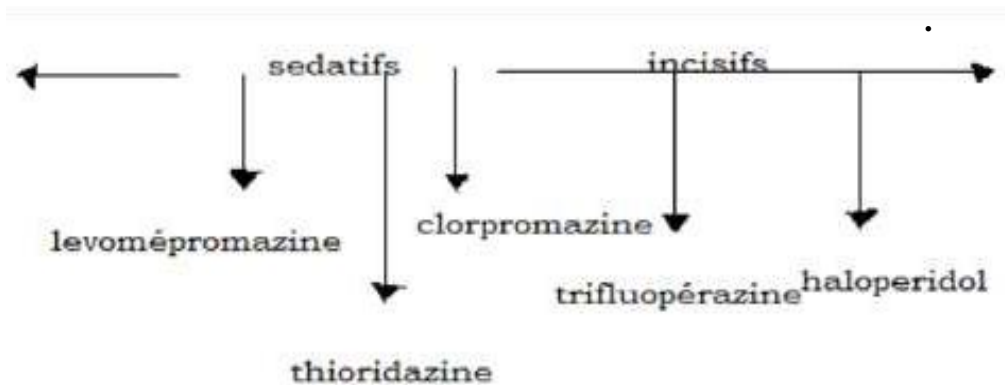 sedatifs
incisifs
levomépromazine
clorpromazine
trifluopérazine
haloperidol
thioridazine